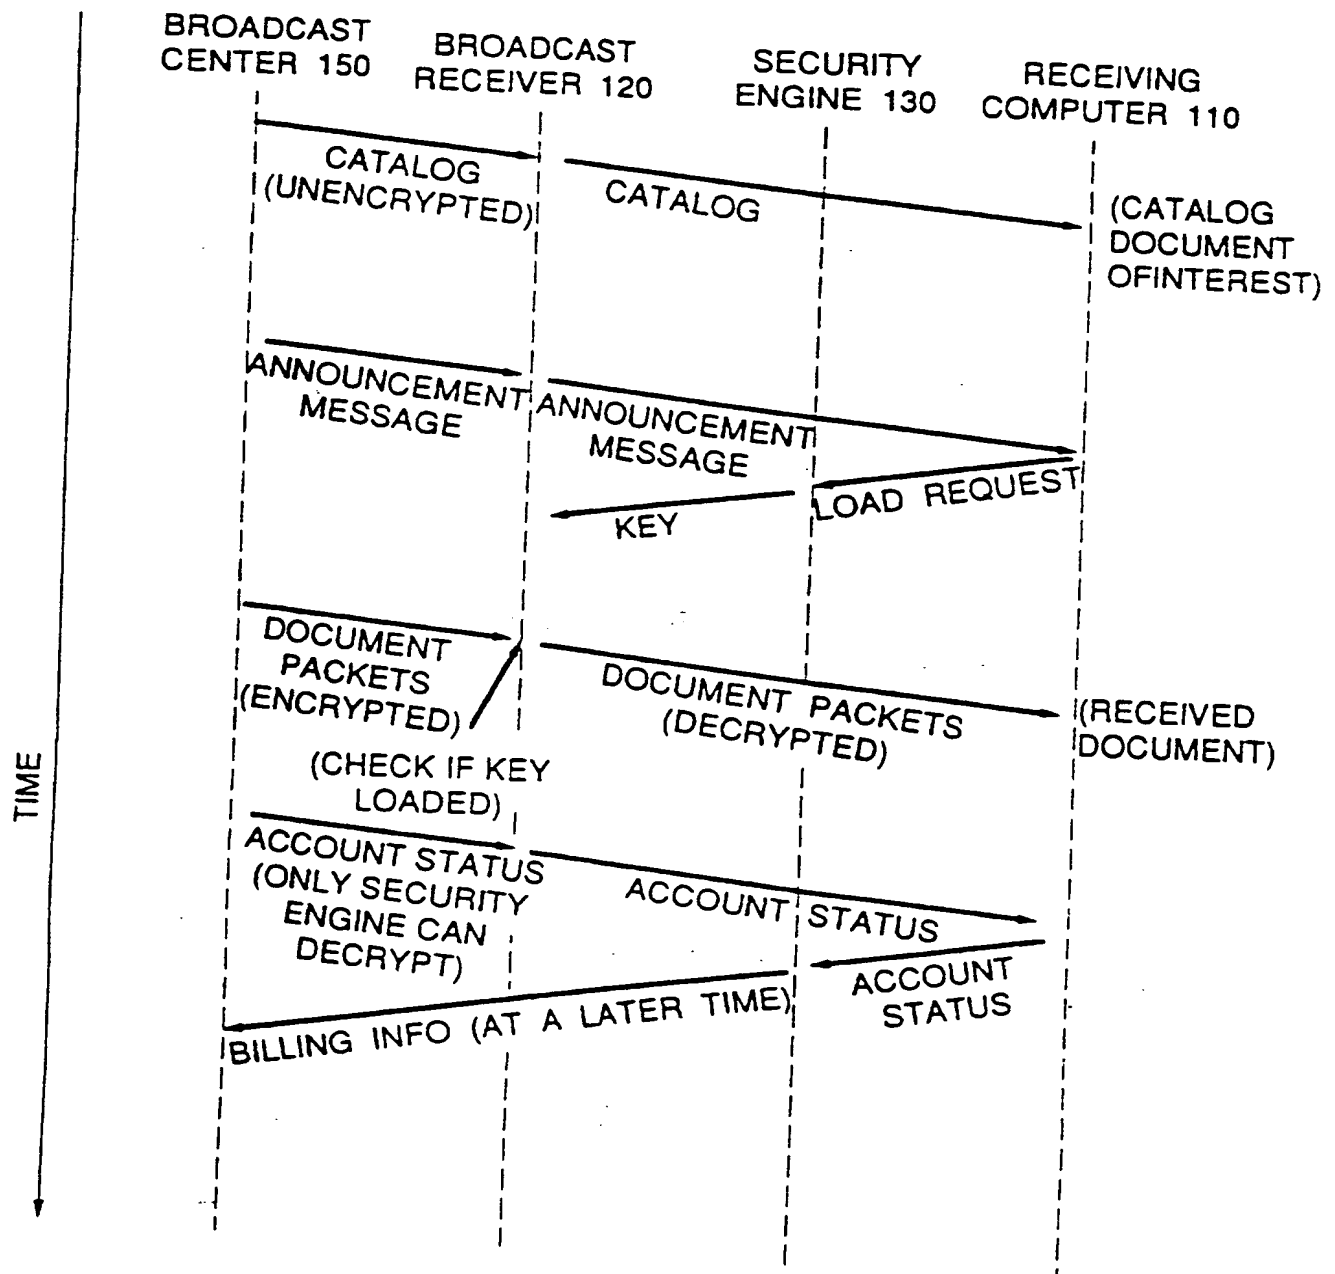 BROADCAST
CENTER 150
BROADCAST
RECEIVER 120
SECURITY
ENGINE 130
RECEIVING
COMPUTER 110
CATALOG
(UNENCRYPTED)
CATALOG
(CATALOG
DOCUMENT
OFINTEREST)
ANNOUNCEMENT
MESSAGE
ANNOUNCEMENT
MESSAGE
LOAD REQUEST
KEY
DOCUMENT
PACKETS
(ENCRYPTED)
DOCUMENT PACKETS
(DECRYPTED)
(RECEIVED
DOCUMENT)
(CHECK IF KEY
LOADED)
TIME
ACCOUNT STATUS
(ONLY SECURITY
ENGINE CAN
DECRYPT)
ACCOUNT STATUS
ACCOUNT
STATUS
BILLING INFO (AT A LATER TIME)